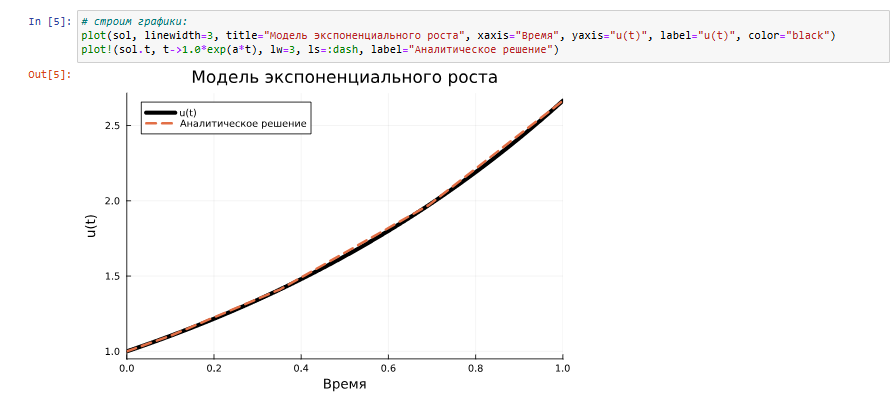 In [5]: # строим графики:
plot(sol, linewidth=3, title="Модель экспоненциального роста", xaxis="Время", yaxis="u(t)", label="u(t)", color="black")
plot!(sol.t, t->1.0*exp(a*t), lw=3, ls=:dash, label="Аналитическое решение")
Out[5]:
Модель экспоненциального роста
u(t)
Аналитическое решение
2.5
2.0
1.5
1.0
u(t)
0.0 0.2 0.4 0.6 0.8 1.0
Время